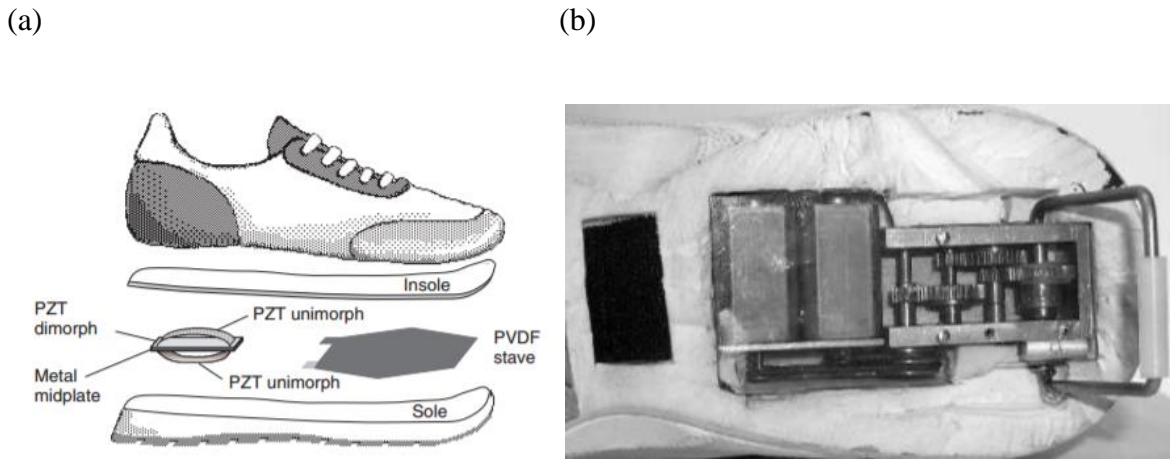 (a)
(b)
Insole
PZT
dimorph
PZT unimorph
PVDF
stave
Metal
midplate
PZT unimorph
Sole